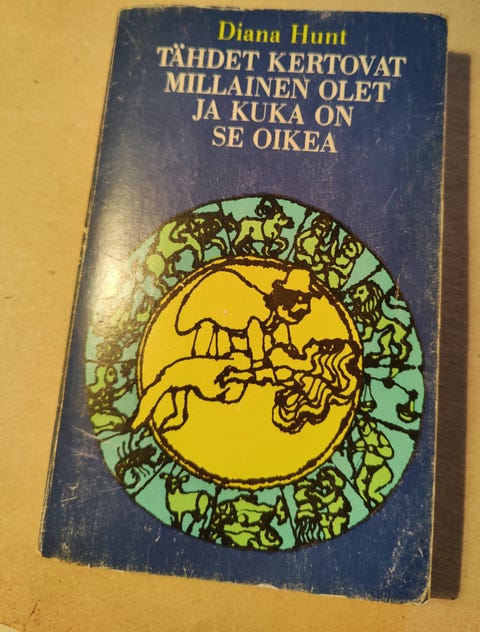 Diana Hunt
TÄHDET KERTOVAT
MILLAINEN OLET
JA KUKA ON
SE OIKEA